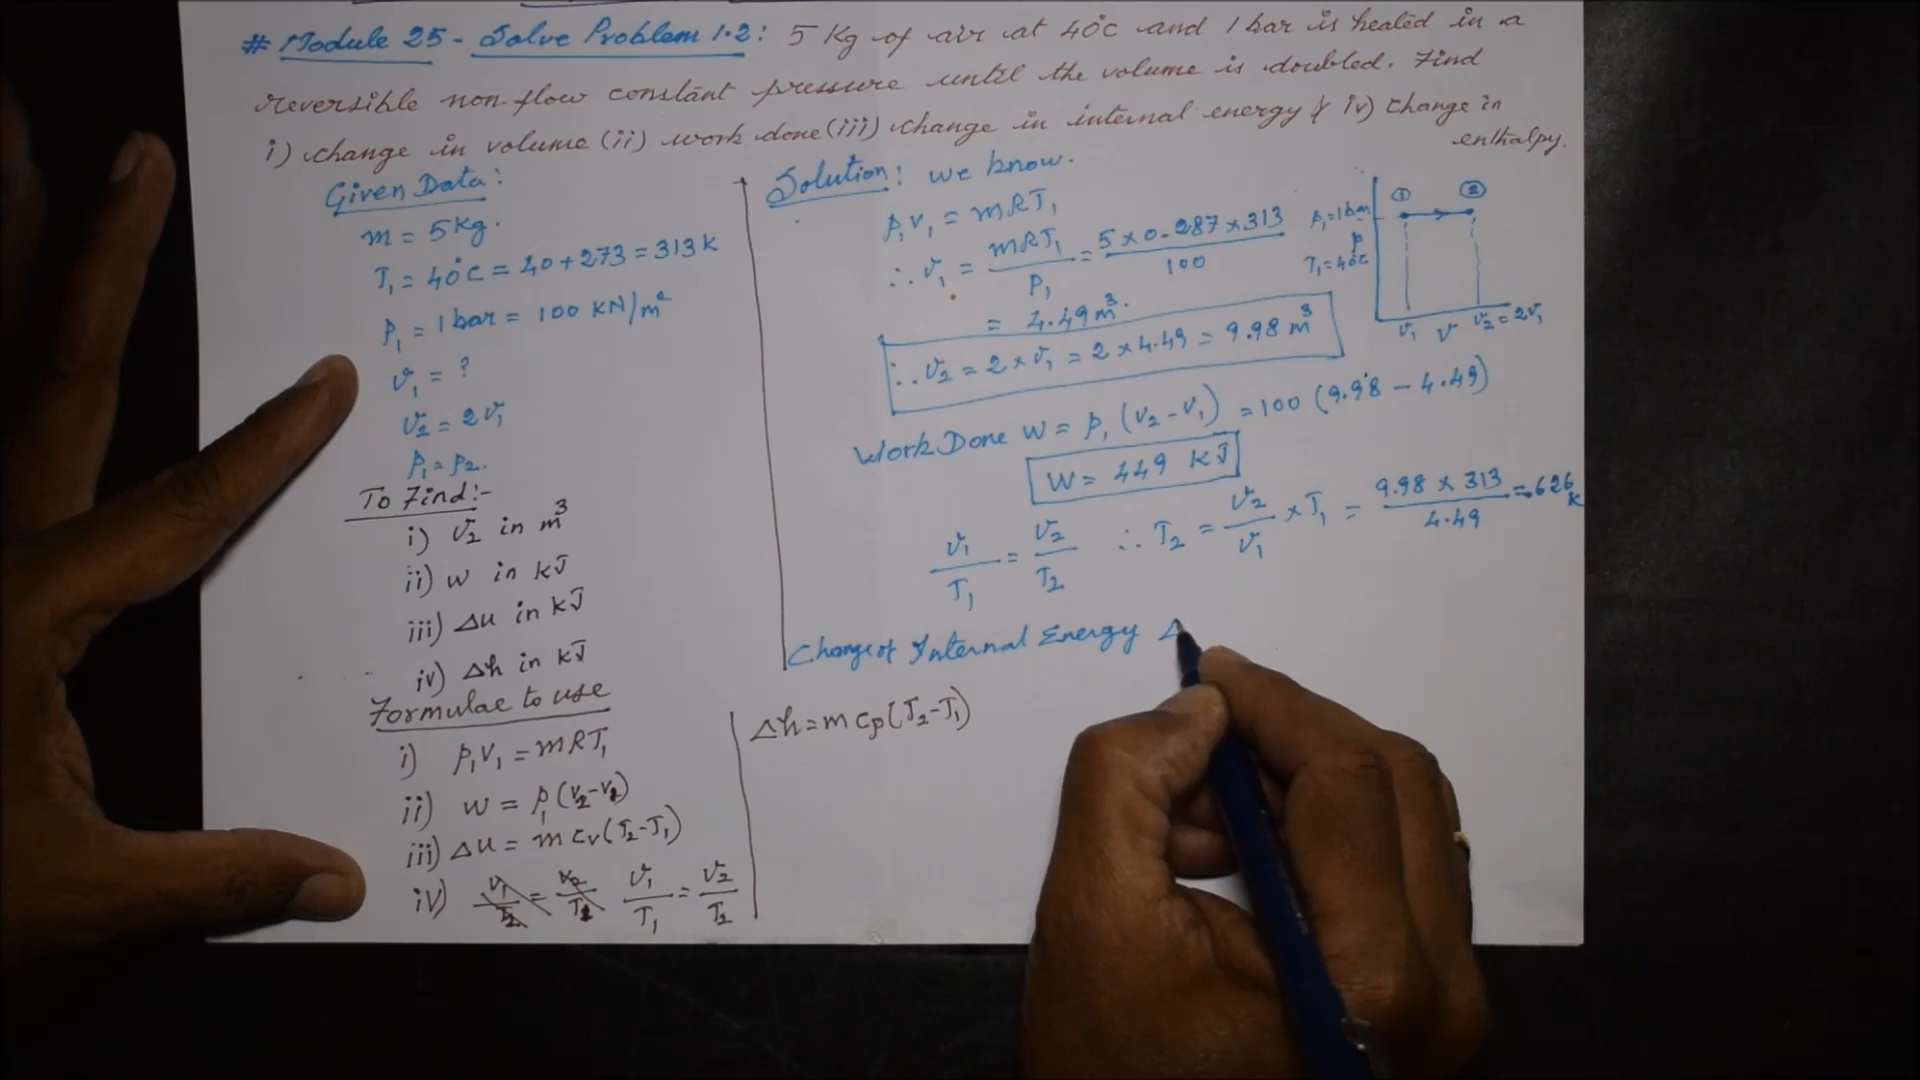 # Module 25 - Solve Problem 1.2: 5 Kg of air at 40°c and 1 bar is heated in a
reversible non-flow constant pressure until the volume is doubled. Find
i) change in volume (ii) work done (iii) change in internal energy & iv) change in
enthalpy.
Given Data:
m = 5 Kg.
T₁ = 40°c = 40 + 273 = 313 k
P₁ = 1 bar = 100 KN/m²
V₁ = ?
V₂ = 2V₁
P₁ = P₂.
To Find:-
i) V₂ in m³
ii) W in kJ
iii) Δu in kJ
iv) Δh in kJ
Formulae to use
i) P₁V₁ = mRT₁
ii) W = P₁(V₂-V₂)
iii) Δu = m cv(T₂-T₁)
iv) V₁/T₂ = V₂/T₂ V₁/T₁ = V₂/T₂
Δh = m cp(T₂-T₁)
Solution: we know.
P₁V₁ = mRT₁
∴ V₁ = mRT₁/P₁ = 5 x 0.287 x 313/100
= 4.49 m³.
∴ V₂ = 2 x V₁ = 2 x 4.49 = 9.98 m³
Work Done W = P₁ (V₂-V₁) = 100 (9.98 - 4.49)
W = 449 kJ
V₁/T₁ = V₂/T₂ ∴ T₂ = V₂/V₁ x T₁ = 9.98 x 313/4.49 = 626 k
Change of Internal Energy Δ
① ②
P₁=1 bar
P
T₁=40°c
V₁ V V₂=2V₁